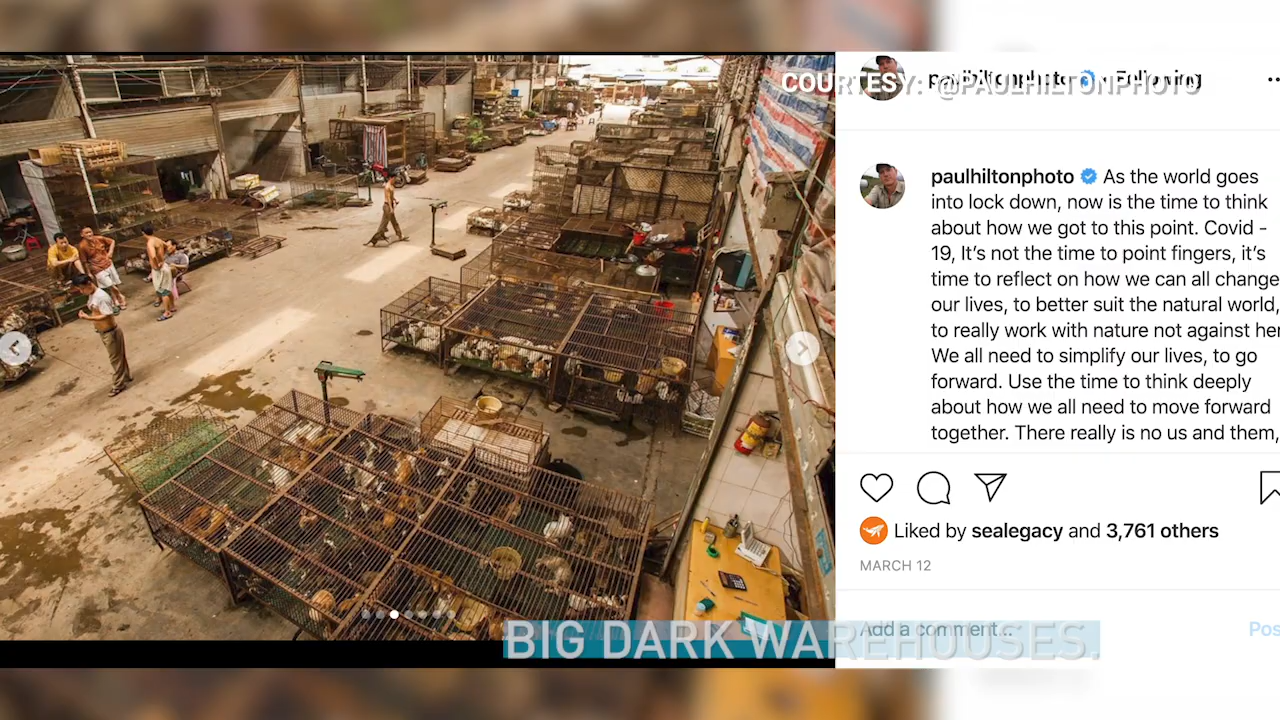 COURTESY: @PAULHILTONPHOTO
paulhiltonphoto • Following
paulhiltonphoto As the world goes
into lock down, now is the time to think
about how we got to this point. Covid -
19, It's not the time to point fingers, it's
time to reflect on how we can all change
our lives, to better suit the natural world,
to really work with nature not against her
We all need to simplify our lives, to go
forward. Use the time to think deeply
about how we all need to move forward
together. There really is no us and them,
Liked by sealegacy and 3,761 others
MARCH 12
Add a comment...
Pos
BIG DARK WAREHOUSES.